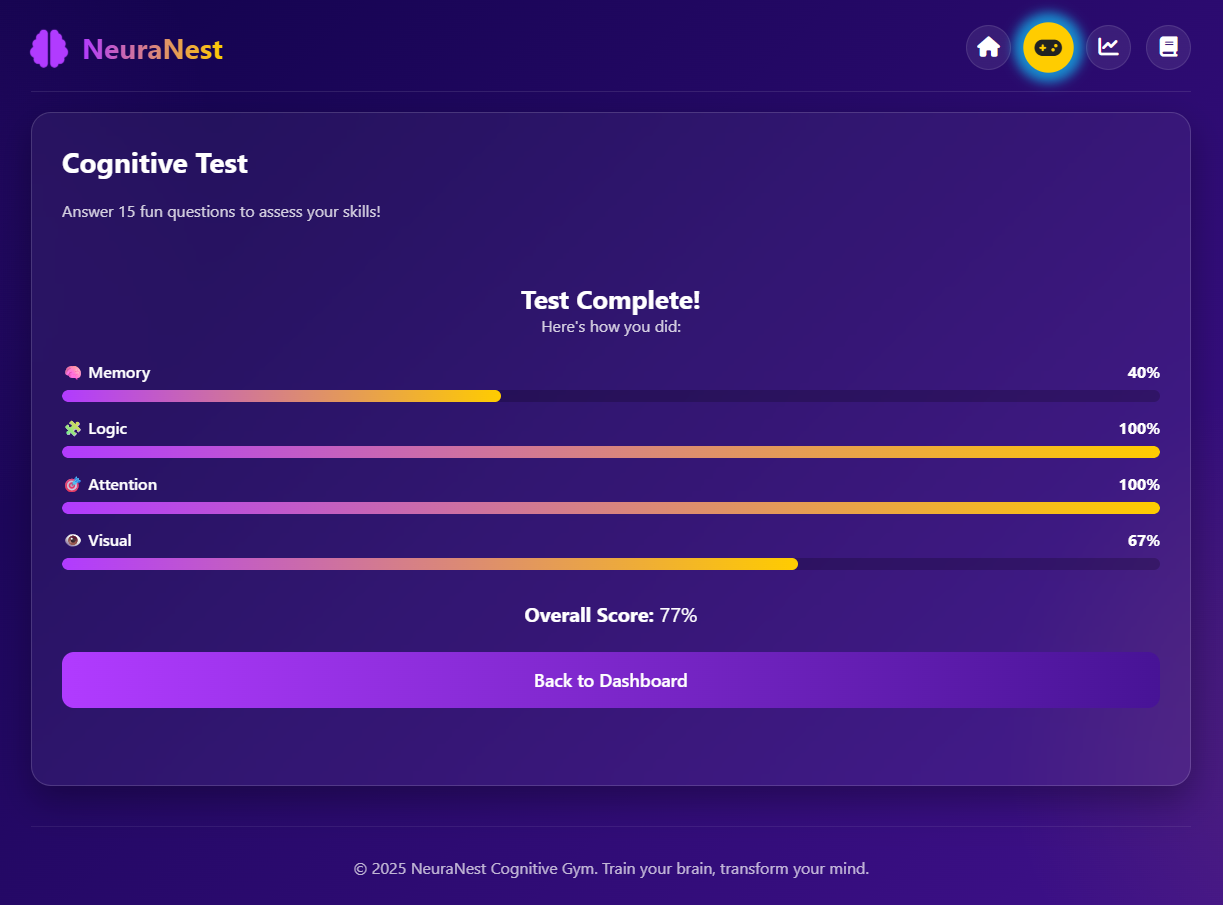 NeuraNest
Cognitive Test
Answer 15 fun questions to assess your skills!
Test Complete!
Here's how you did:
Memory 40%
Logic 100%
Attention 100%
Visual 67%
Overall Score: 77%
Back to Dashboard
© 2025 NeuraNest Cognitive Gym. Train your brain, transform your mind.